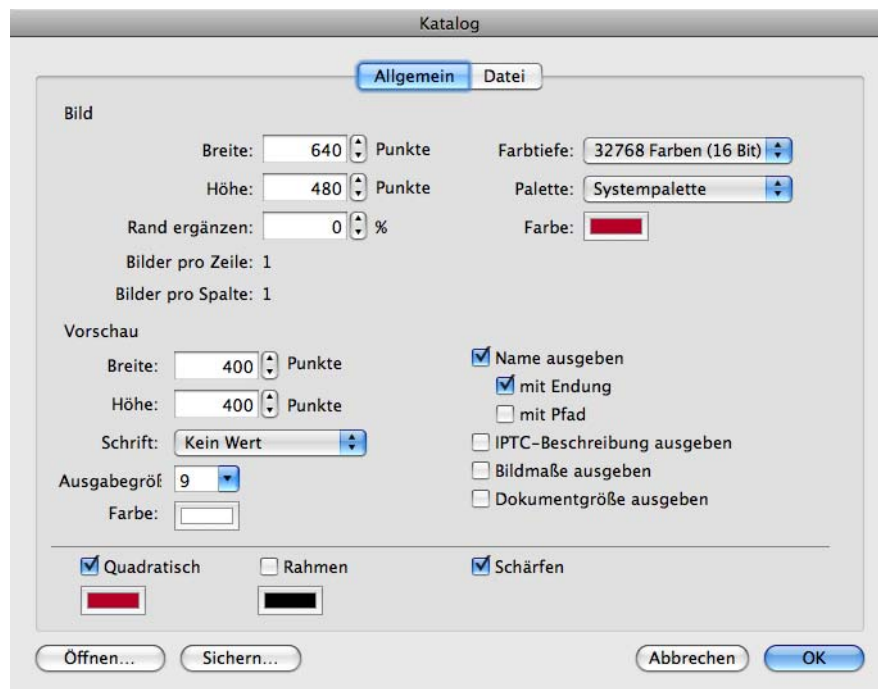 Katalog
Allgemein Datei
Bild
Breite: 640 Punkte Farbtiefe: 32768 Farben (16 Bit)
Höhe: 480 Punkte Palette: Systempalette
Rand ergänzen: 0 % Farbe:
Bilder pro Zeile: 1
Bilder pro Spalte: 1
Vorschau
Breite: 400 Punkte
Höhe: 400 Punkte
Schrift: Kein Wert
Ausgabegröß 9
Farbe:
Name ausgeben
mit Endung
mit Pfad
IPTC-Beschreibung ausgeben
Bildmaße ausgeben
Dokumentgröße ausgeben
Quadratisch Rahmen Schärfen
Öffnen... Sichern... Abbrechen OK